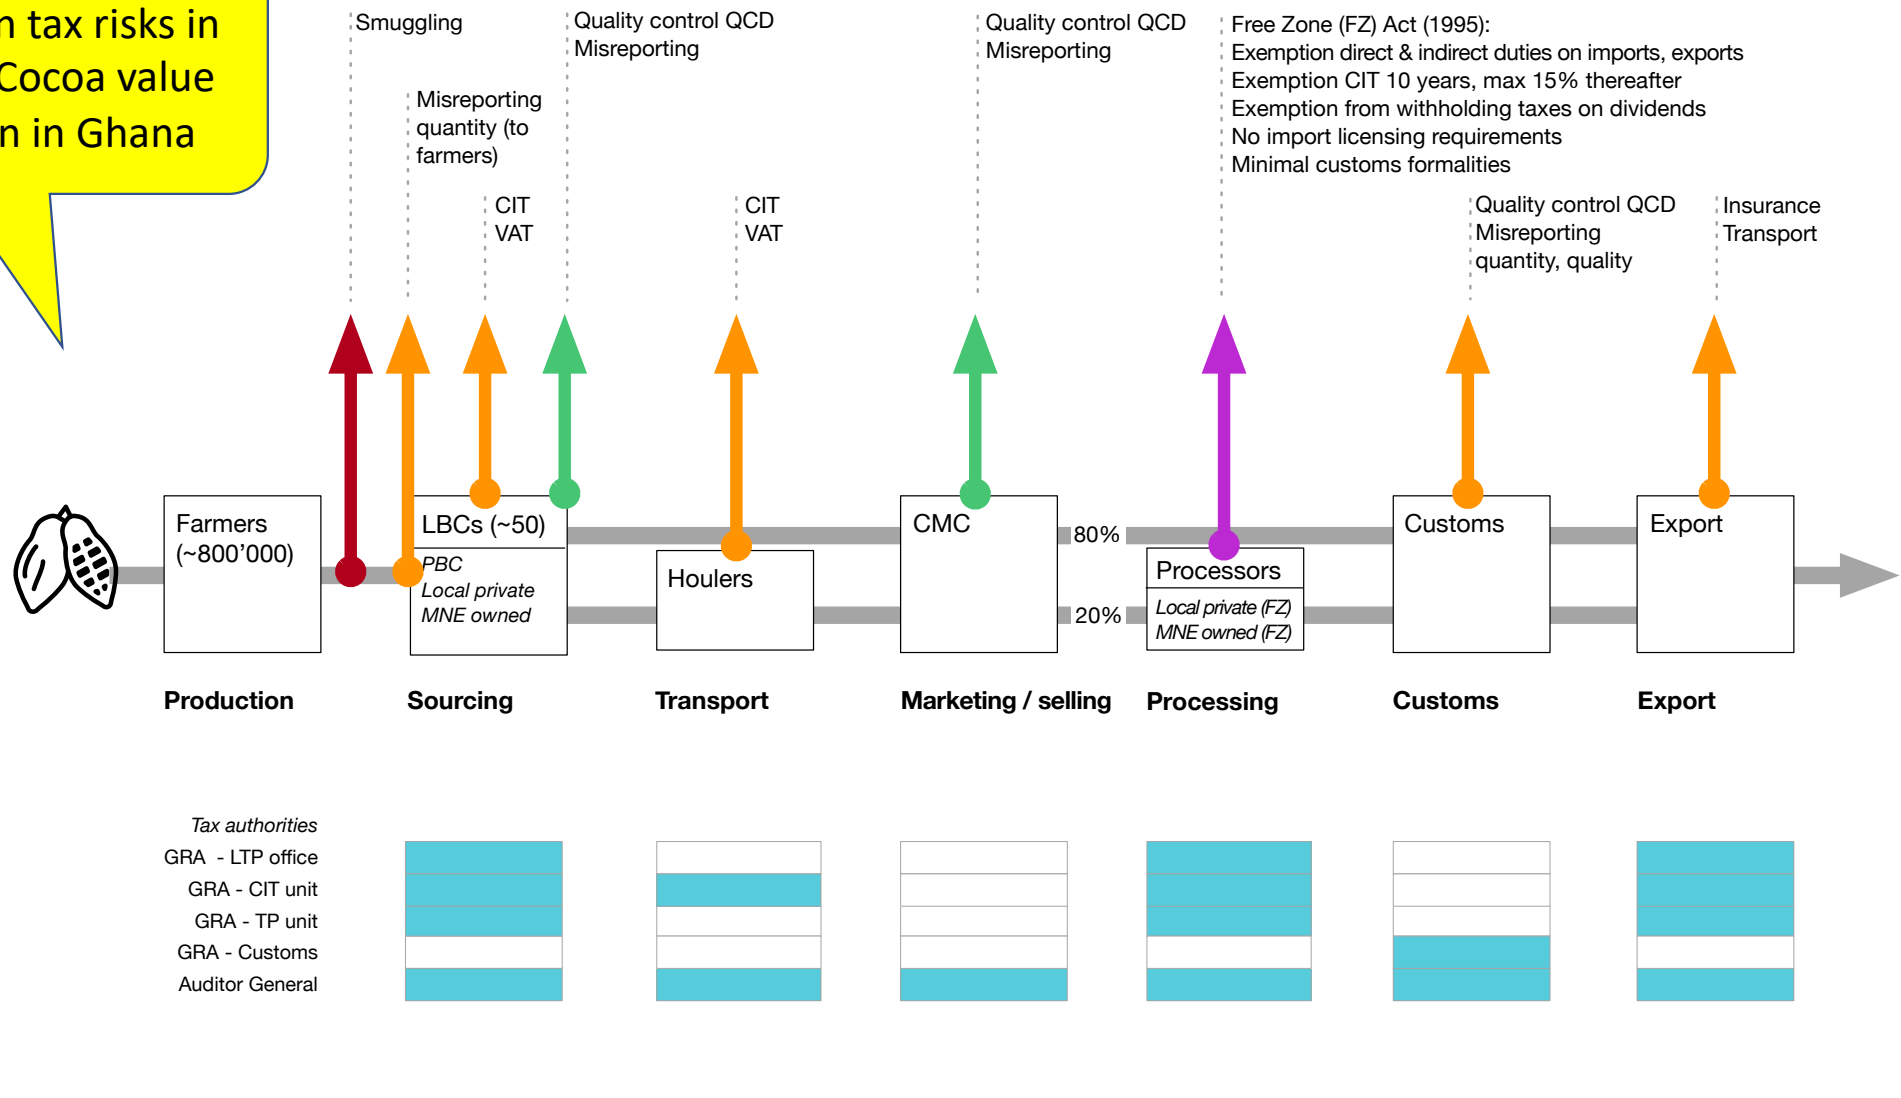 n tax risks in
Cocoa value
n in Ghana
Smuggling
Misreporting
quantity (to
farmers)
CIT
VAT
Quality control QCD
Misreporting
CIT
VAT
Quality control QCD
Misreporting
Free Zone (FZ) Act (1995):
Exemption direct & indirect duties on imports, exports
Exemption CIT 10 years, max 15% thereafter
Exemption from withholding taxes on dividends
No import licensing requirements
Minimal customs formalities
Quality control QCD
Misreporting
quantity, quality
Insurance
Transport
Farmers
(~800'000)
LBCs (~50)
PBC
Local private
MNE owned
Houlers
CMC
80%
20%
Processors
Local private (FZ)
MNE owned (FZ)
Customs
Export
Production
Sourcing
Transport
Marketing / selling
Processing
Customs
Export
Tax authorities
GRA - LTP office
GRA - CIT unit
GRA - TP unit
GRA - Customs
Auditor General